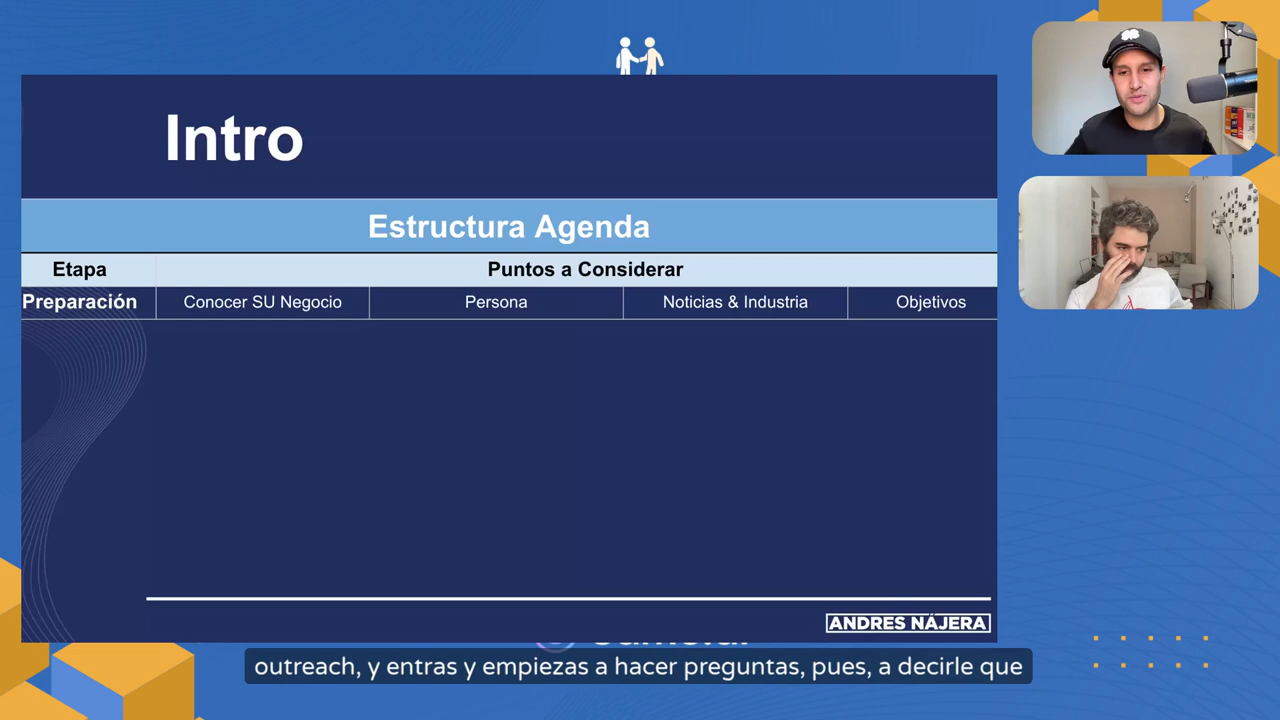 Intro
Estructura Agenda
Etapa Puntos a Considerar
Preparación Conocer SU Negocio Persona Noticias & Industria Objetivos
ANDRES NÁJERA
outreach, y entras y empiezas a hacer preguntas, pues, a decirle que